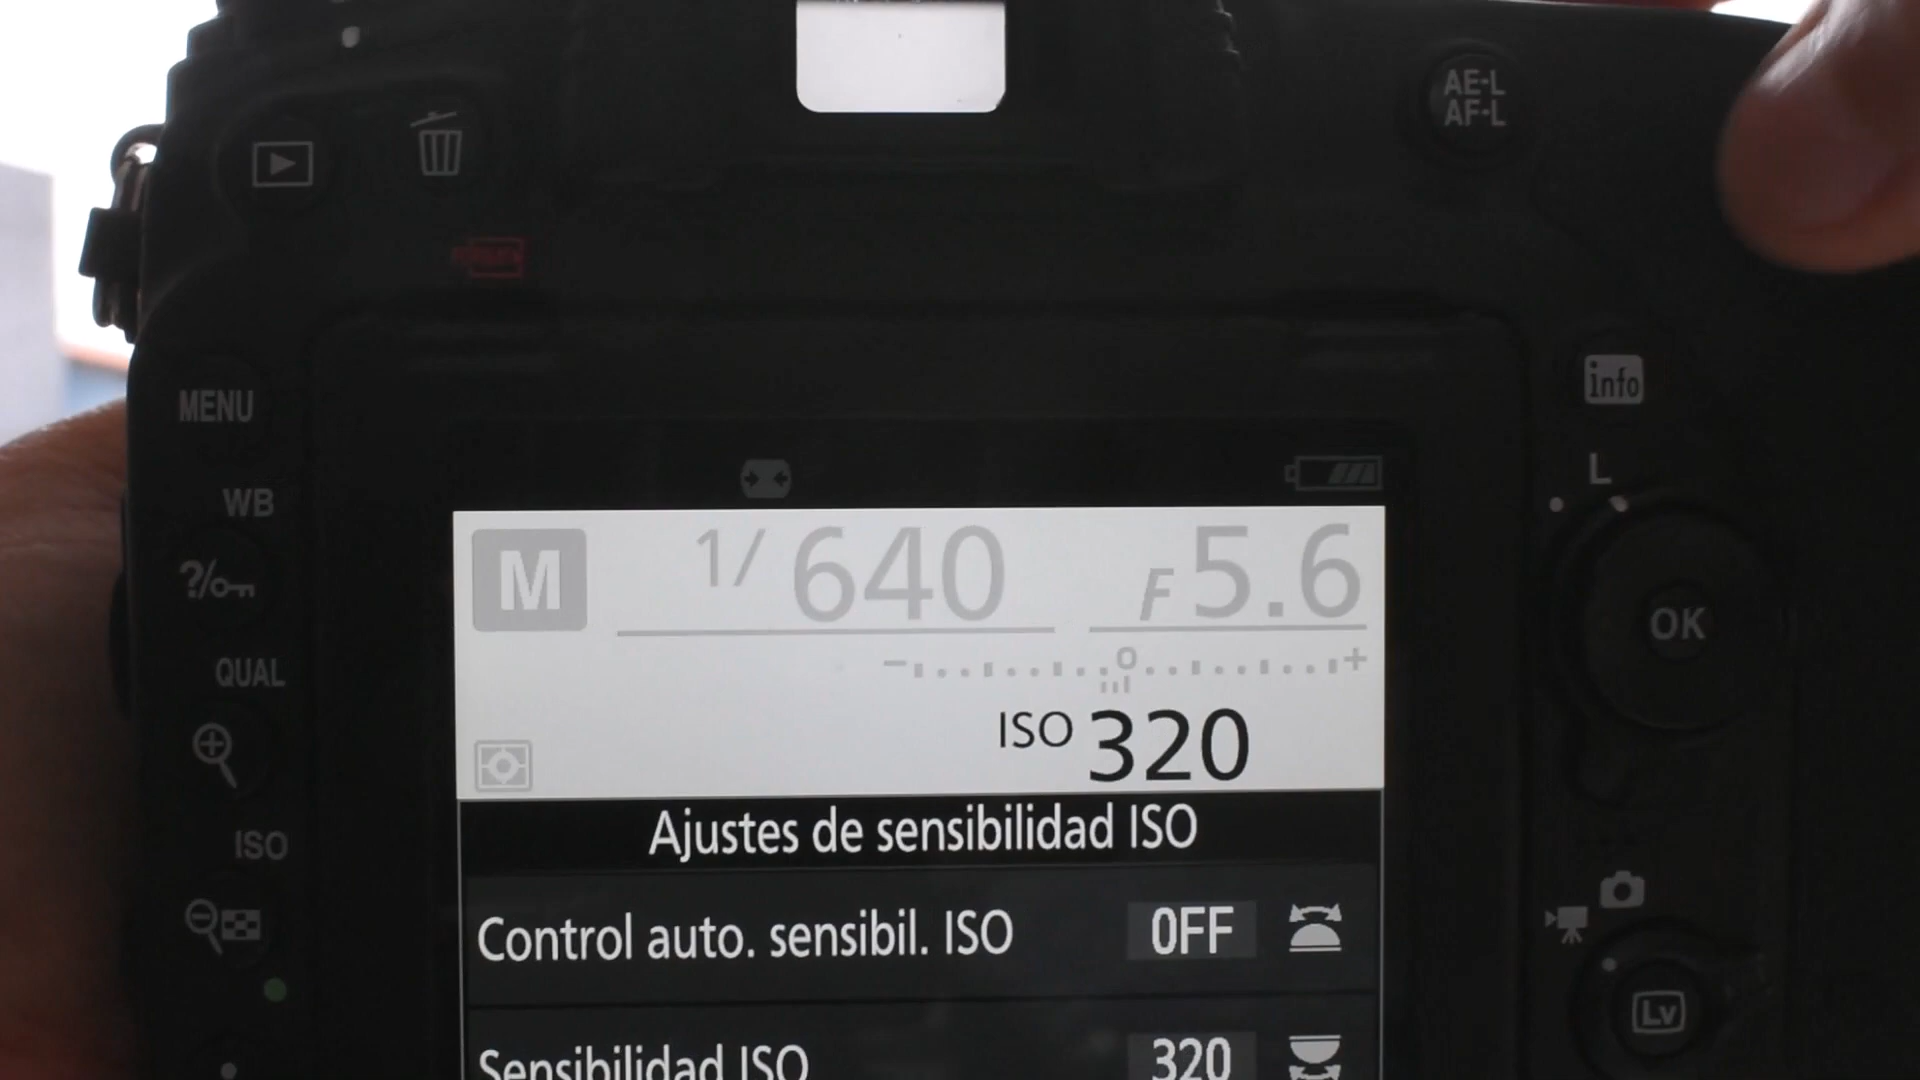 AE-L
AF-L
MENU
info
WB
L
M 1/640 F5.6
?/
OK
QUAL
- 0 +
ISO 320
ISO
Ajustes de sensibilidad ISO
Control auto. sensibil. ISO OFF
Lv
Sensibilidad ISO 320